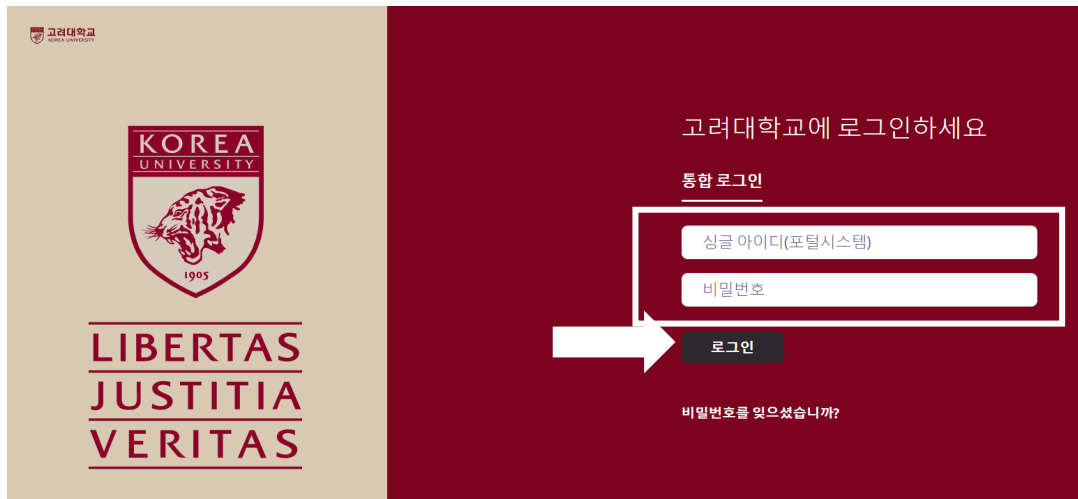 고려대학교
KOREA UNIVERSITY
KOREA
UNIVERSITY
1905
LIBERTAS
JUSTITIA
VERITAS
고려대학교에 로그인하세요
통합 로그인
싱글 아이디(포털시스템)
비밀번호
로그인
비밀번호를 잊으셨습니까?